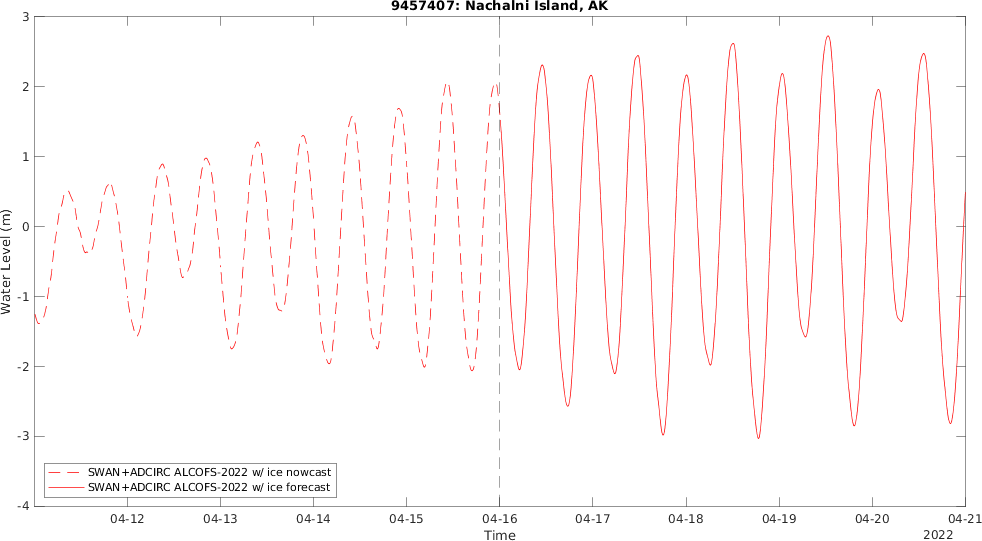 9457407: Nachalni Island, AK
3
2
1
0
-1
-2
-3
-4
Water Level (m)
SWAN+ADCIRC ALCOFS-2022 w/ ice nowcast
SWAN+ADCIRC ALCOFS-2022 w/ ice forecast
04-12 04-13 04-14 04-15 04-16 04-17 04-18 04-19 04-20 04-21
Time
2022